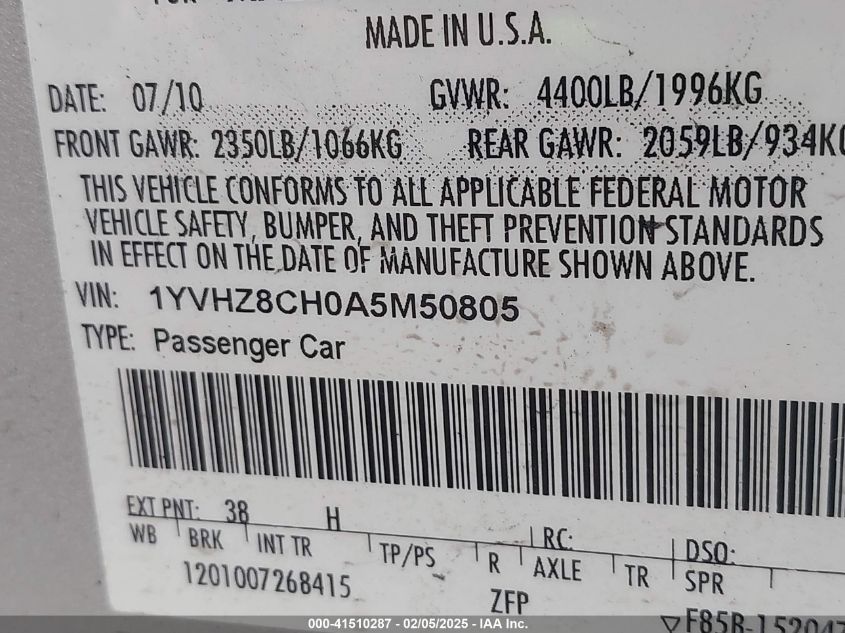 MADE IN U.S.A.
DATE: 07/10 GVWR: 4400LB/1996KG
FRONT GAWR: 2350LB/1066KG REAR GAWR: 2059LB/934KG
THIS VEHICLE CONFORMS TO ALL APPLICABLE FEDERAL MOTOR
VEHICLE SAFETY, BUMPER, AND THEFT PREVENTION STANDARDS
IN EFFECT ON THE DATE OF MANUFACTURE SHOWN ABOVE.
VIN: 1YVHZ8CH0A5M50805
TYPE: Passenger Car
EXT PNT: 38 H RC: DSO:
WB BRK INT TR TP/PS R AXLE TR SPR
1201007268415 ZFP
F85B-152047
000-41510287 - 02/05/2025 - IAA Inc.